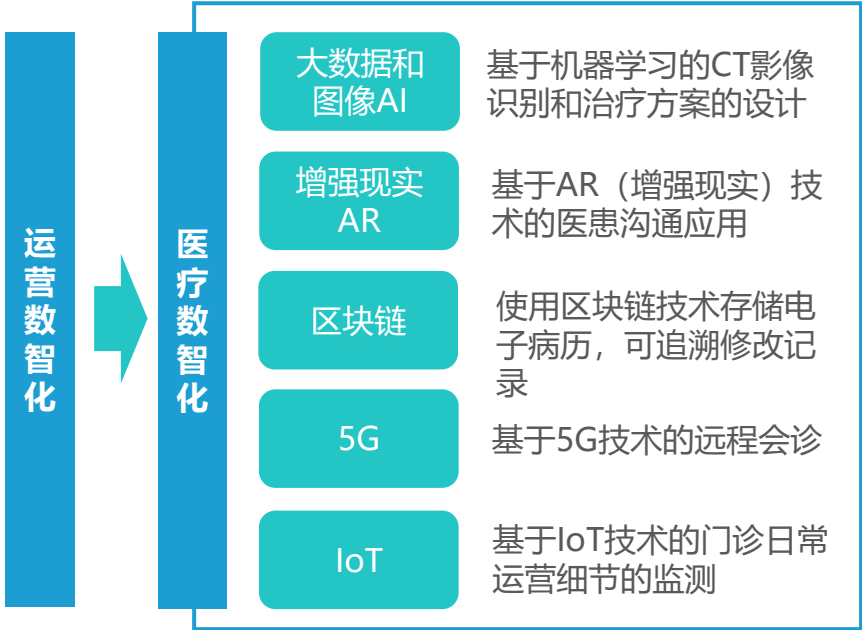 运营数智化
医疗数智化
大数据和
图像AI
基于机器学习的CT影像
识别和治疗方案的设计
增强现实
AR
基于AR（增强现实）技
术的医患沟通应用
区块链
使用区块链技术存储电
子病历，可追溯修改记
录
5G
基于5G技术的远程会诊
IoT
基于IoT技术的门诊日常
运营细节的监测